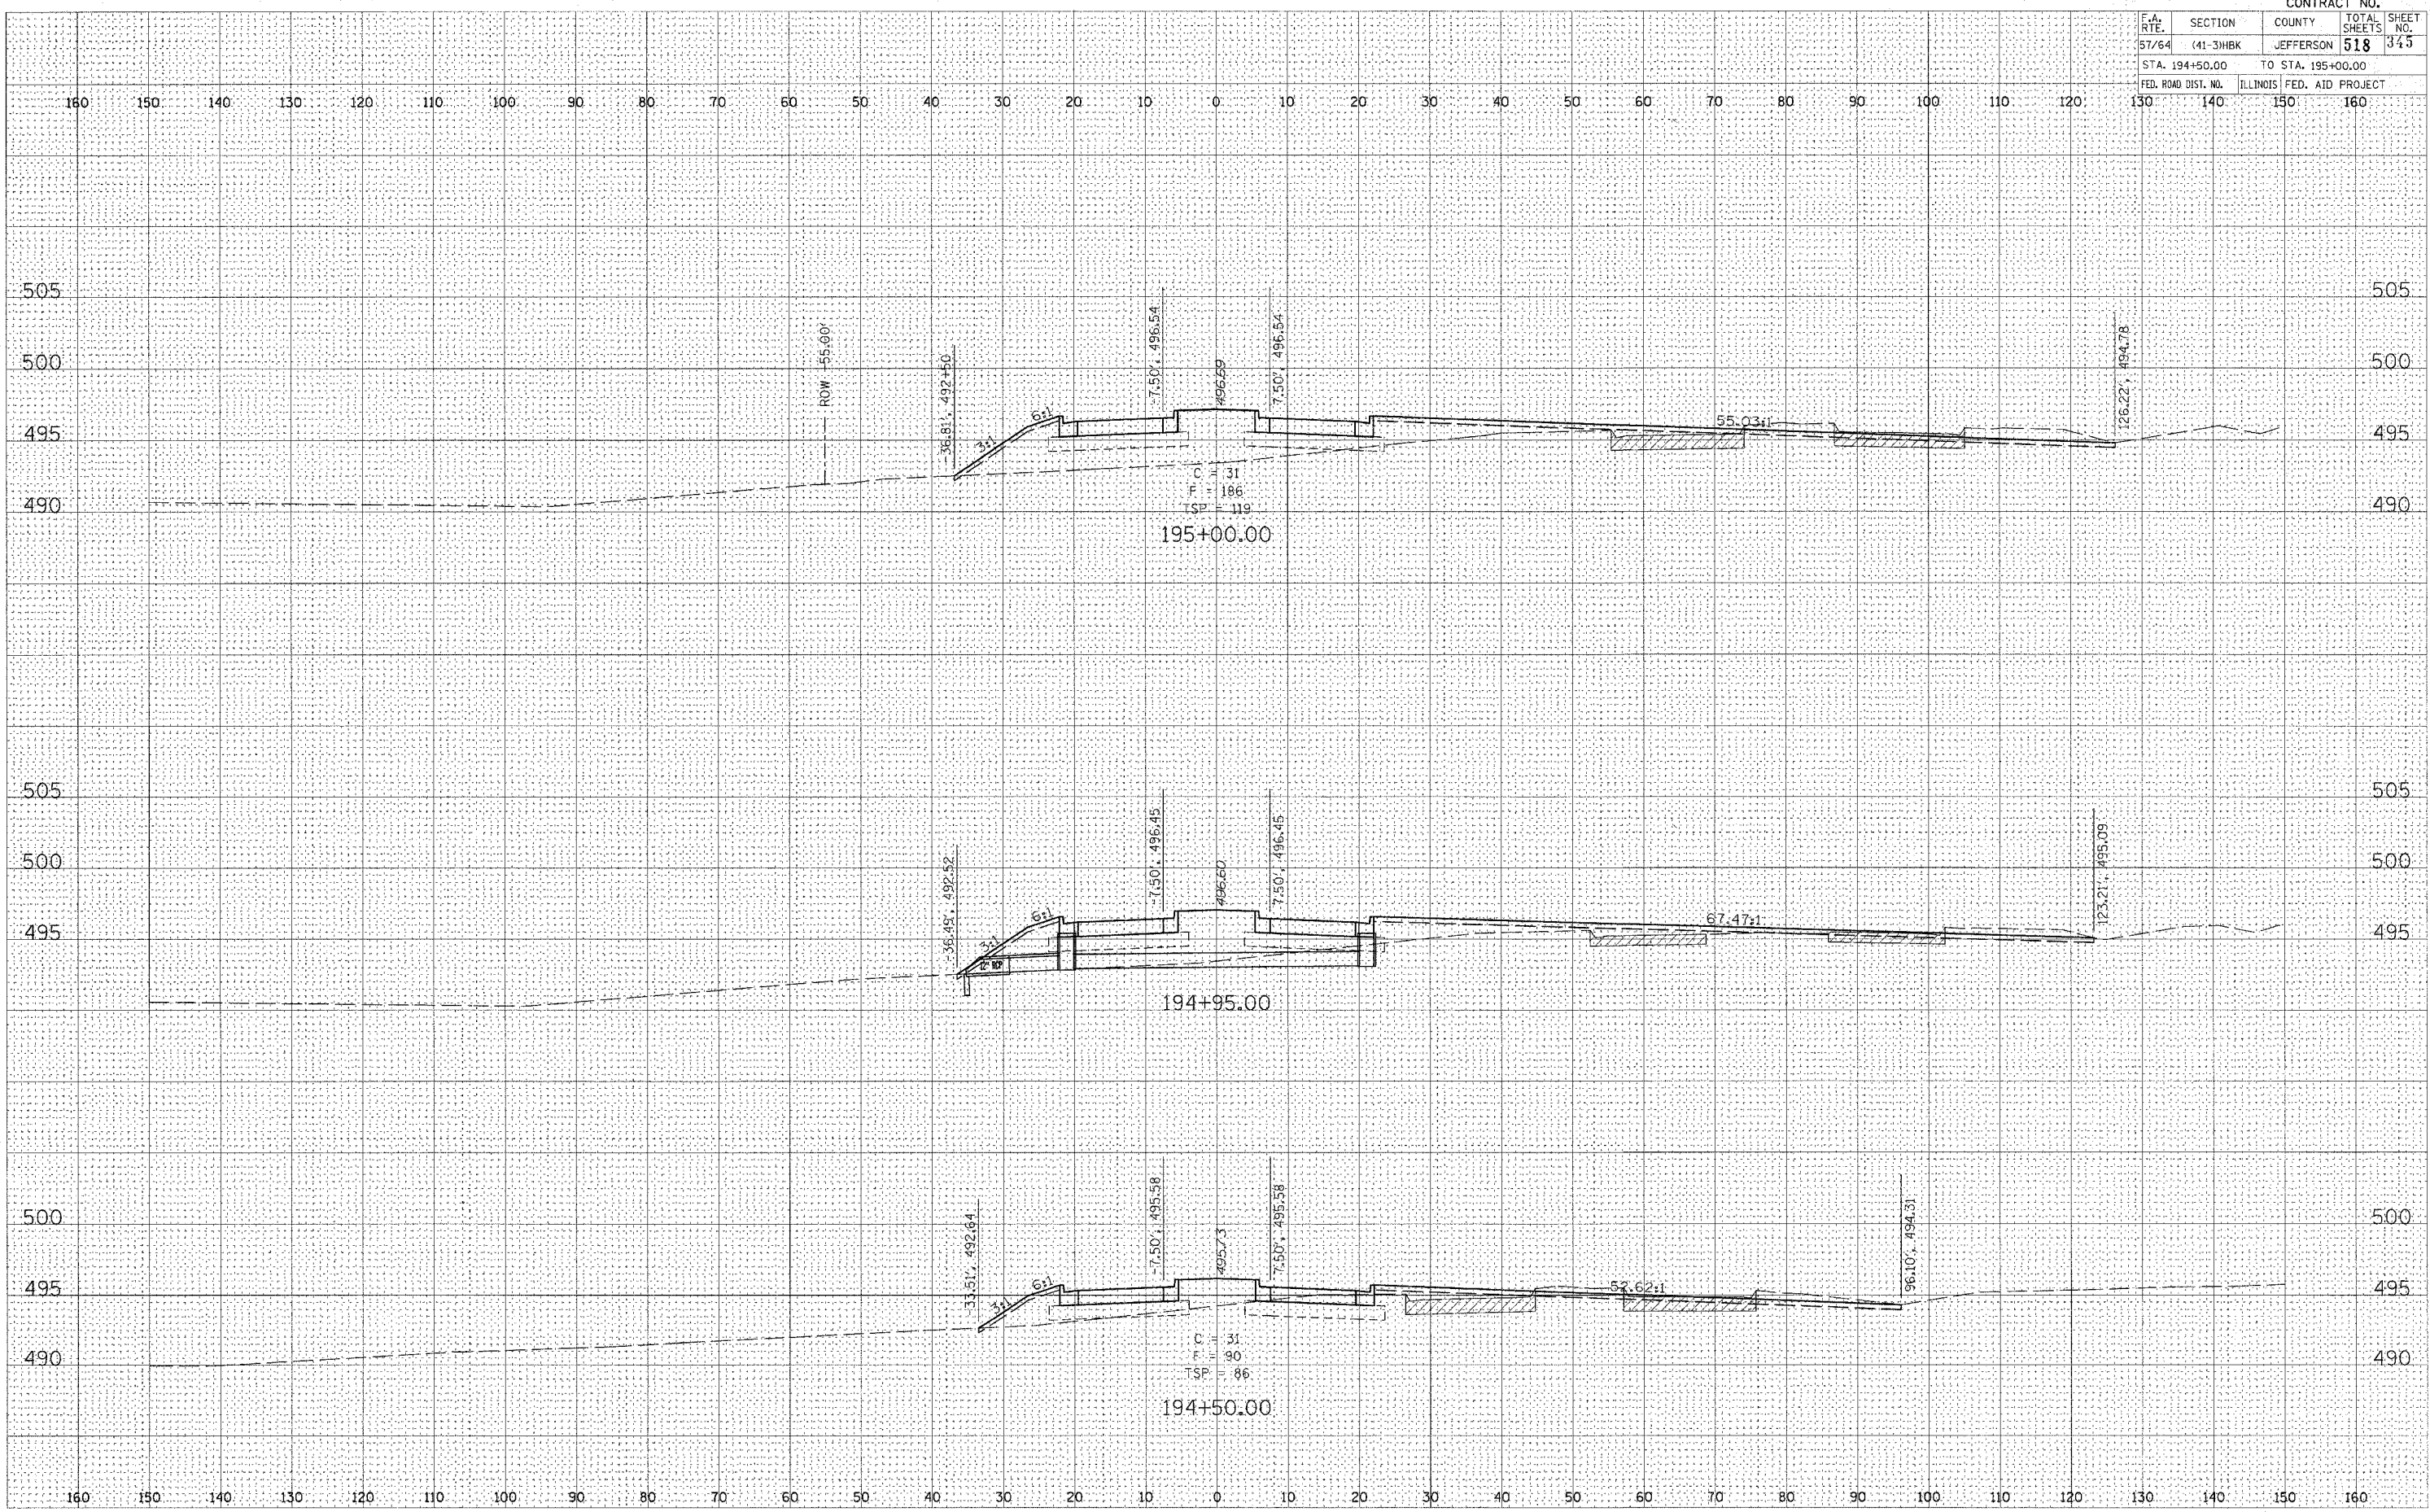 CONTRACT NO.
F.A. RTE. SECTION COUNTY TOTAL SHEETS SHEET NO.
57/64 (41-3)HBK JEFFERSON 518 345
STA. 194+50.00 TO STA. 195+00.00
FED. ROAD DIST. NO. ILLINOIS FED. AID PROJECT
160 150 140 130 120 110 100 90 80 70 60 50 40 30 20 10 0 10 20 30 40 50 60 70 80 90 100 110 120 130 140 150 160
505 505
500 500
495 495
490 490
ROW -55.00'
-36.81', 492+50
-7.50', 496.54
496.69
7.50', 496.54
126.22', 494.78
3:1
6:1
55.03:1
C = 31
F = 186
TSP = 119
195+00.00
505 505
500 500
495 495
-36.49', 492.52
-7.50', 496.45
496.60
7.50', 496.45
123.21', 495.09
3:1
6:1
67.47:1
12" RCP
194+95.00
500 500
495 495
490 490
-33.51', 492.64
-7.50', 495.58
495.73
7.50', 495.58
96.10', 494.31
3:1
6:1
52.62:1
C = 31
F = 90
TSP = 86
194+50.00
160 150 140 130 120 110 100 90 80 70 60 50 40 30 20 10 0 10 20 30 40 50 60 70 80 90 100 110 120 130 140 150 160